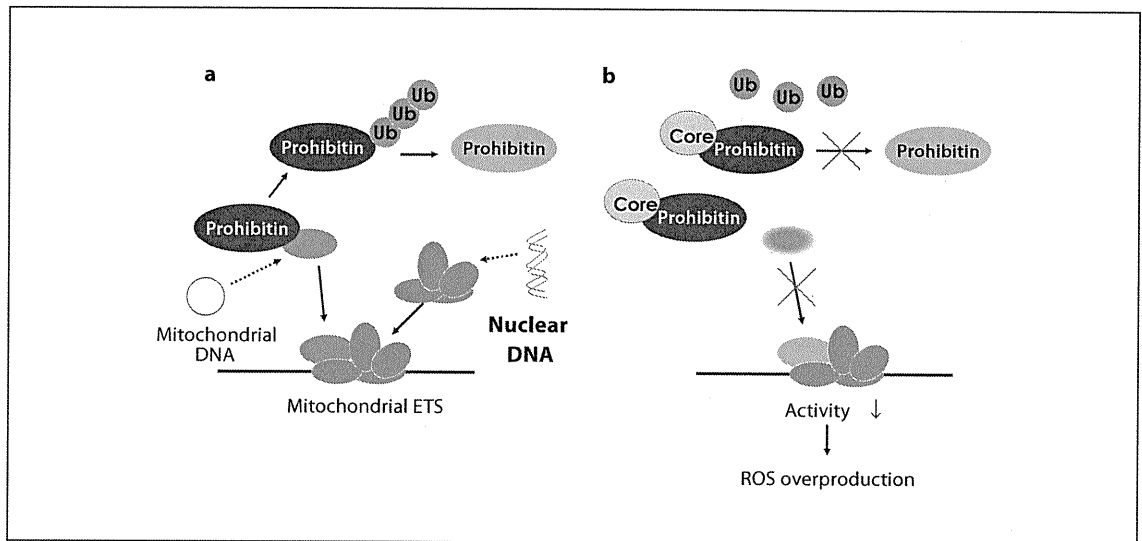 a
Ub
Ub
Ub
Prohibitin
Prohibitin
Prohibitin
Mitochondrial
DNA
Nuclear
DNA
Mitochondrial ETS
b
Ub
Ub
Ub
Core
Prohibitin
Prohibitin
Core
Prohibitin
Activity ↓
ROS overproduction